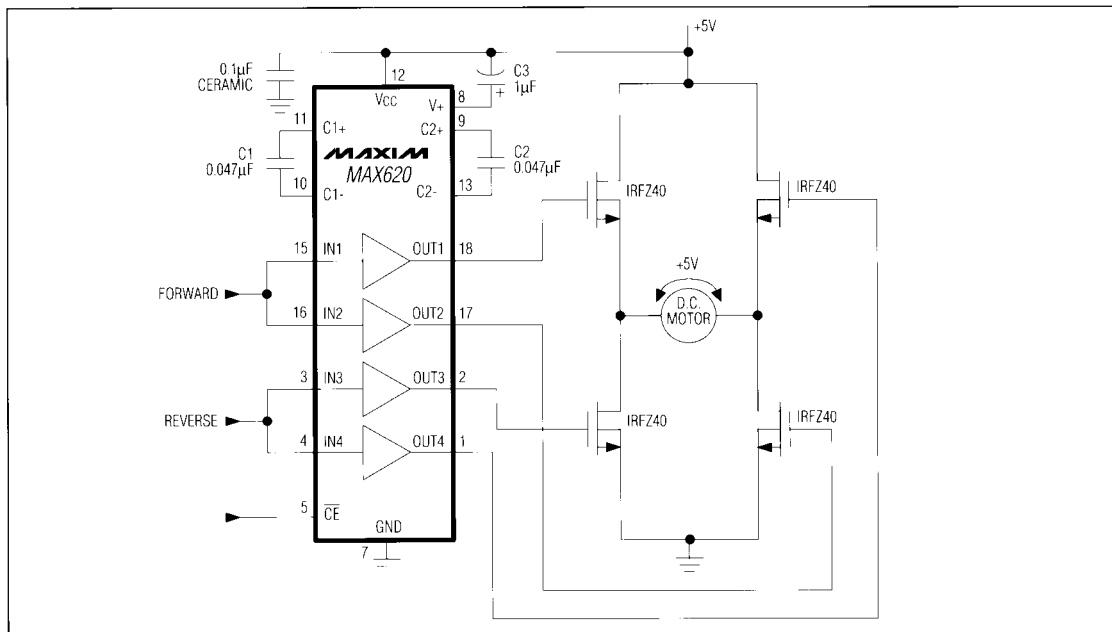 +5V
0.1µF
CERAMIC
12
VCC
C3
1µF
+
8
V+
11
C1+
9
C2+
C1
0.047µF
MAXIM
MAX620
C2
0.047µF
10
C1-
13
C2-
IRFZ40
IRFZ40
15
IN1
OUT1
18
FORWARD
+5V
D.C.
MOTOR
16
IN2
OUT2
17
3
IN3
OUT3
2
REVERSE
IRFZ40
IRFZ40
4
IN4
OUT4
1
5
CE
GND
7